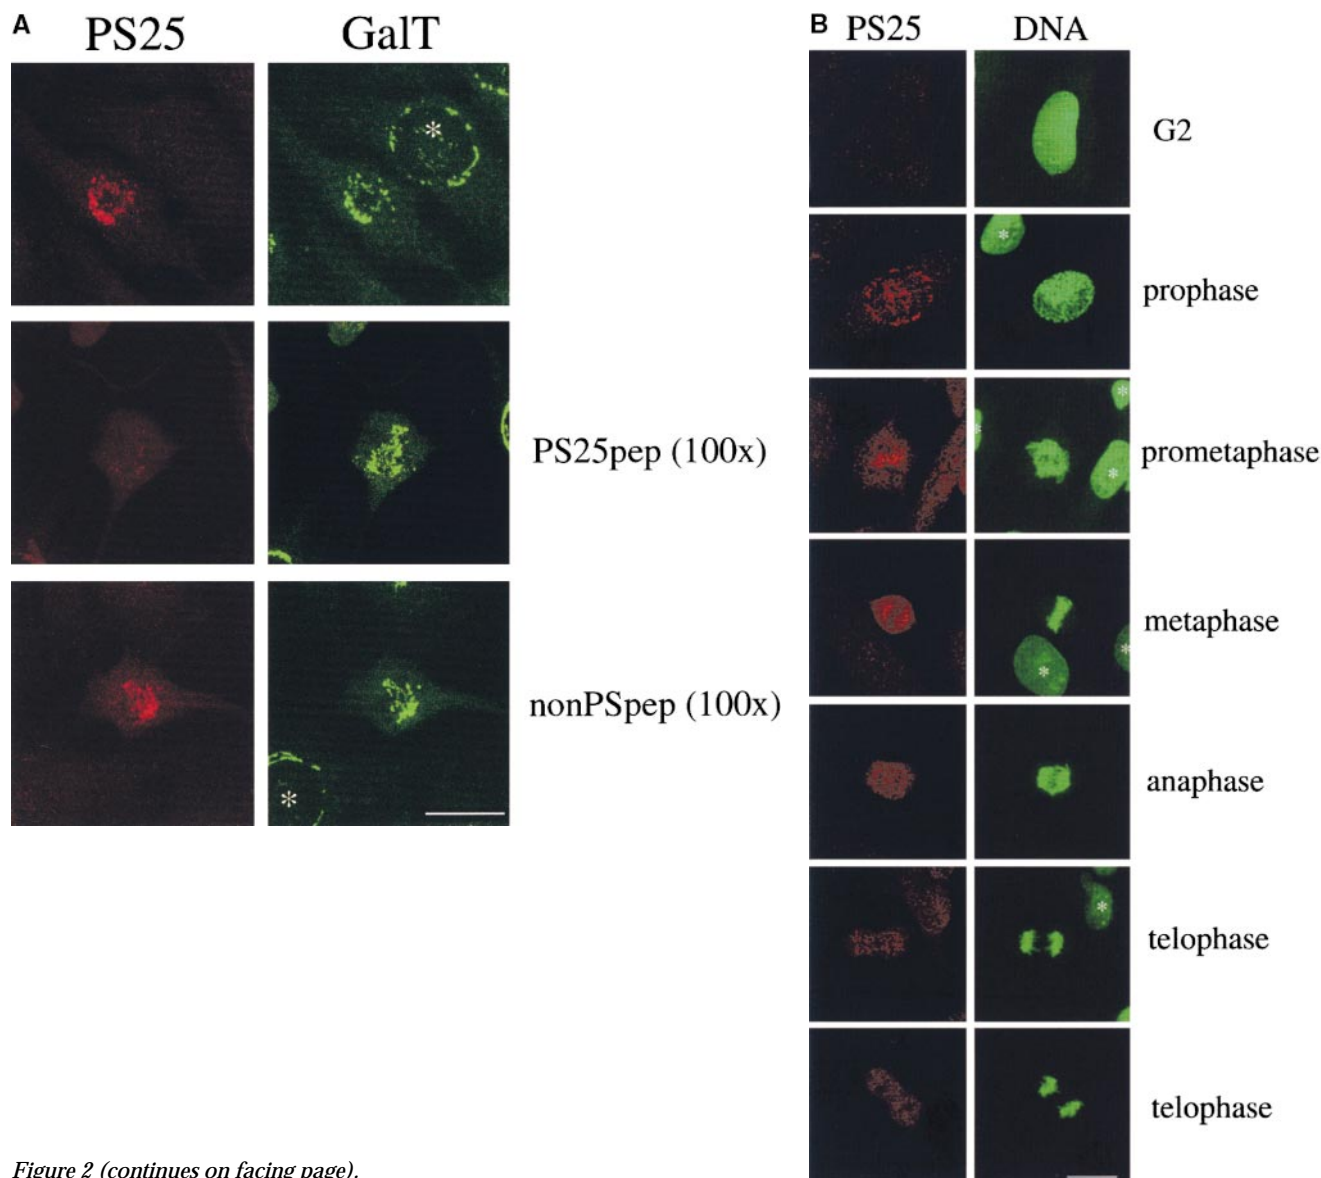 A PS25 GalT
*
PS25pep (100x)
nonPSpep (100x)
*
B PS25 DNA
G2
*
prophase
*
*
prometaphase
*
metaphase
*
*
anaphase
*
telophase
telophase
Figure 2 (continues on facing page).